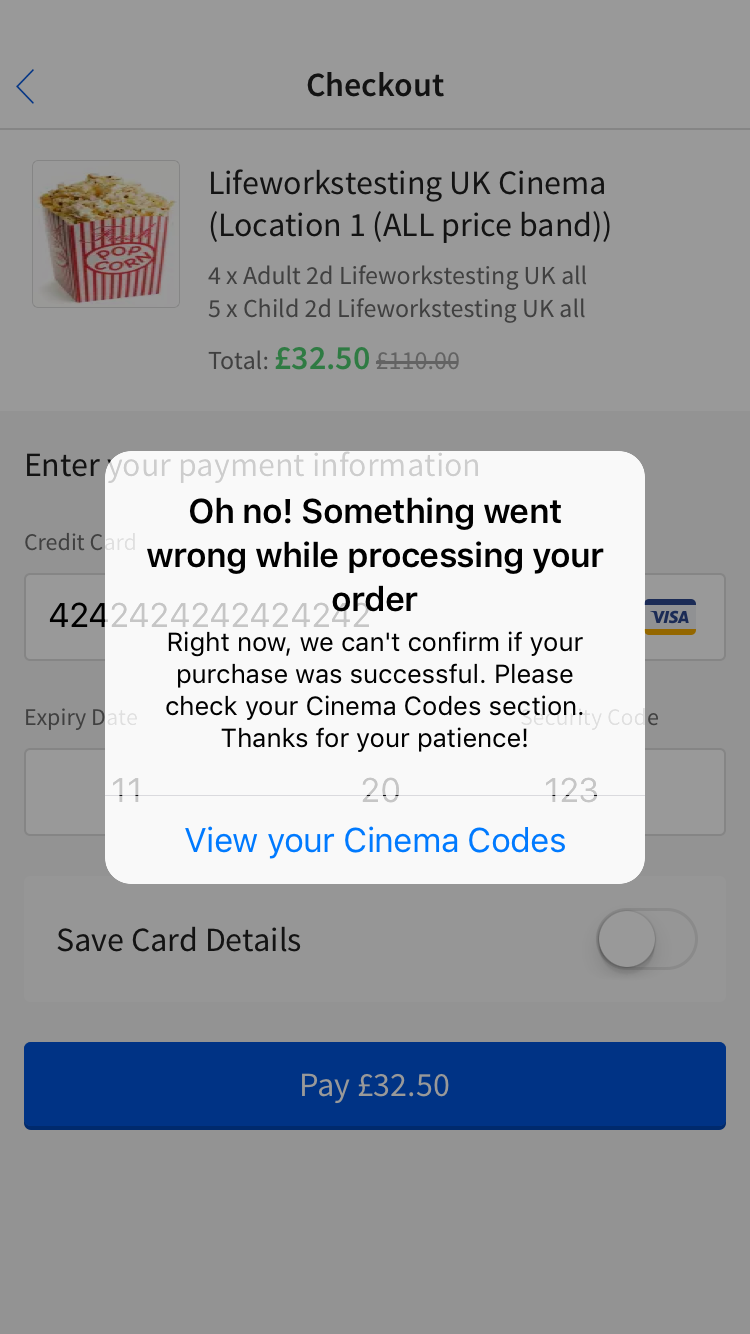 Checkout
Lifeworkstesting UK Cinema
(Location 1 (ALL price band))
4 x Adult 2d Lifeworkstesting UK all
5 x Child 2d Lifeworkstesting UK all
Total: £32.50 £110.00
POP
CORN
Enter your payment information
Credit Card
4242424242424242
VISA
Oh no! Something went
wrong while processing your
order
Right now, we can't confirm if your
purchase was successful. Please
check your Cinema Codes section.
Thanks for your patience!
Expiry Date Security Code
11 20 123
View your Cinema Codes
Save Card Details
Pay £32.50